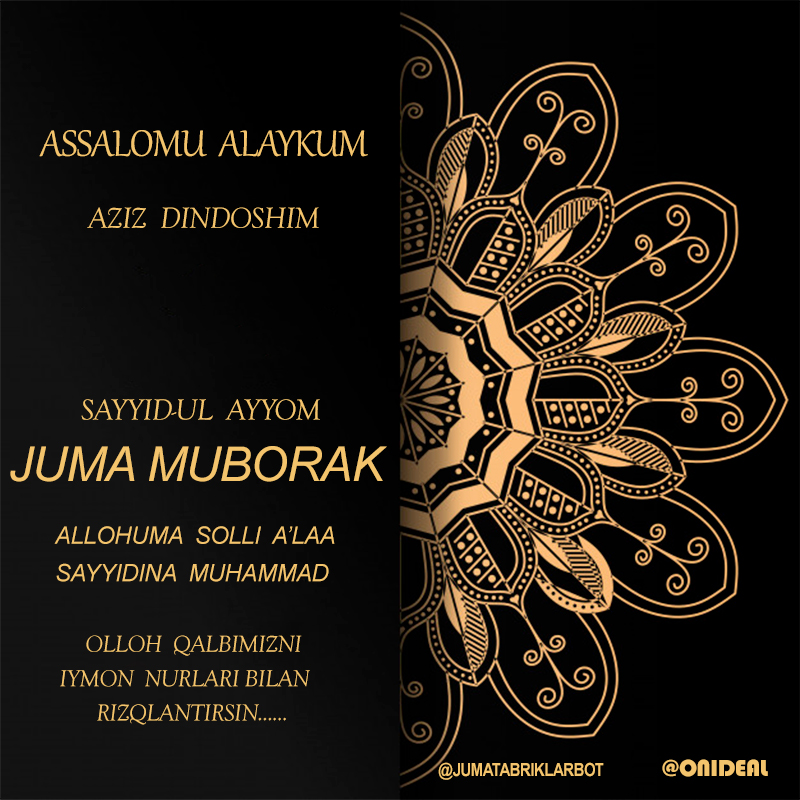 ASSALOMU ALAYKUM
AZIZ DINDOSHIM
SAYYID-UL AYYOM
JUMA MUBORAK
ALLOHUMA SOLLI A'LAA
SAYYIDINA MUHAMMAD
OLLOH QALBIMIZNI
IYMON NURLARI BILAN
RIZQLANTIRSIN......
@JUMATABRIKLARBOT
@ONIDEAL